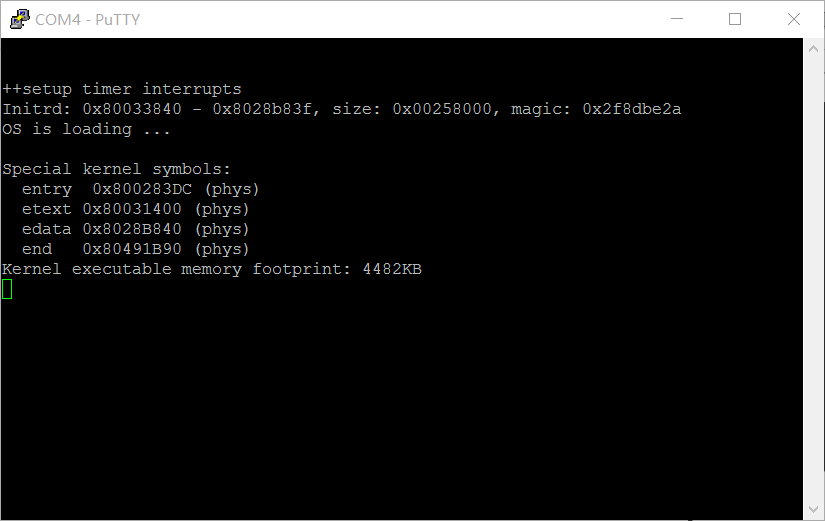 COM4 - PuTTY
++setup timer interrupts
Initrd: 0x80033840 - 0x8028b83f, size: 0x00258000, magic: 0x2f8dbe2a
OS is loading ...
Special kernel symbols:
  entry  0x800283DC (phys)
  etext 0x80031400 (phys)
  edata 0x8028B840 (phys)
  end   0x80491B90 (phys)
Kernel executable memory footprint: 4482KB